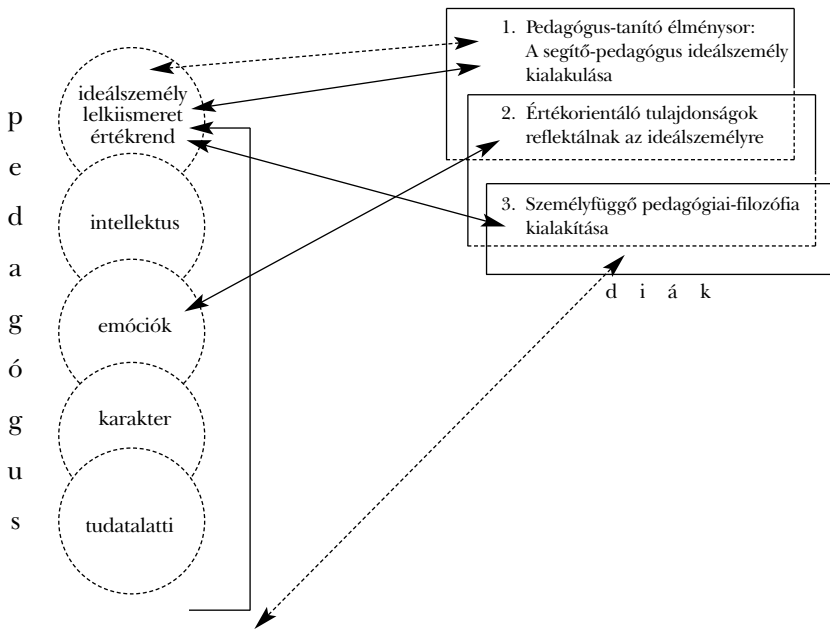 pedagógus
ideálszemély
lelkiismeret
értékrend
intellektus
emóciók
karakter
tudatalatti
1. Pedagógus-tanító élménysor:
A segítő-pedagógus ideálszemély
kialakulása
2. Értékorientáló tulajdonságok
reflektálnak az ideálszemélyre
3. Személyfüggő pedagógiai-filozófia
kialakítása
d i á k